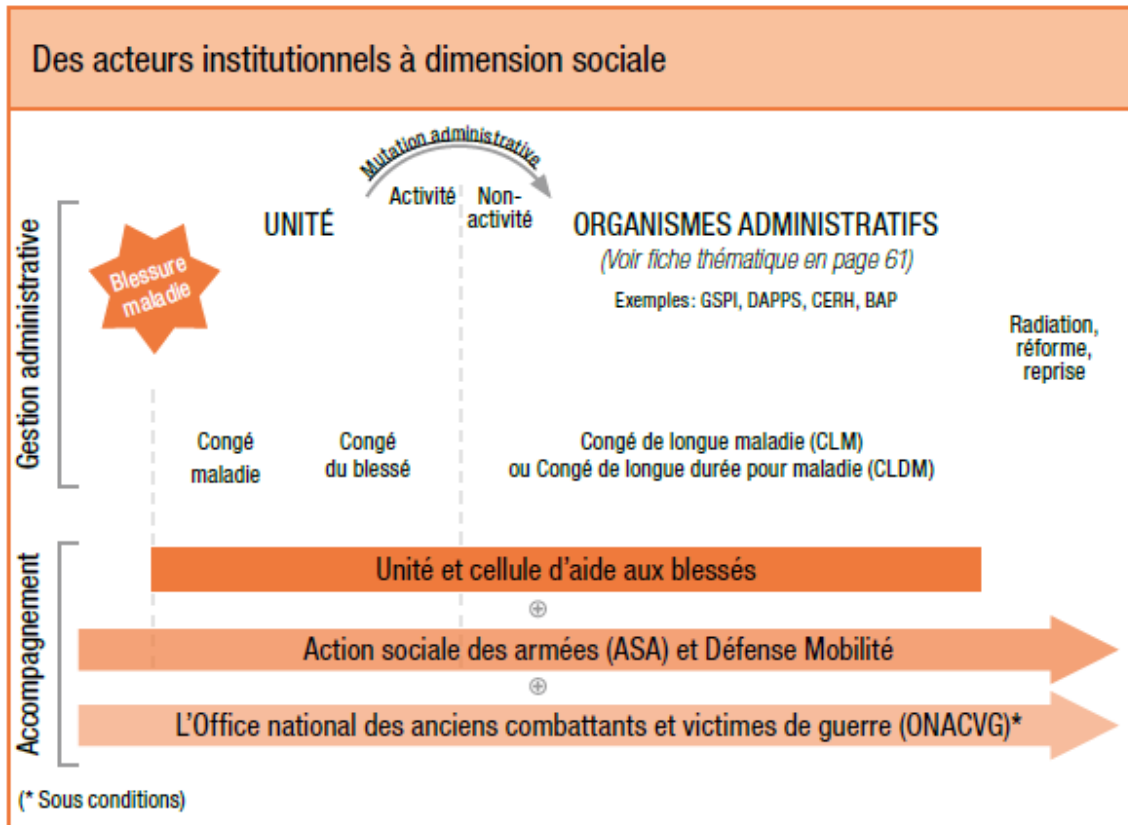 Des acteurs institutionnels à dimension sociale
Mutation administrative
Activité
Non-
activité
Gestion administrative
Blessure
maladie
UNITÉ
ORGANISMES ADMINISTRATIFS
(Voir fiche thématique en page 61)
Exemples : GSPI, DAPPS, CERH, BAP
Radiation,
réforme,
reprise
Congé
maladie
Congé
du blessé
Congé de longue maladie (CLM)
ou Congé de longue durée pour maladie (CLDM)
Accompagnement
Unité et cellule d'aide aux blessés
⊕
Action sociale des armées (ASA) et Défense Mobilité
⊕
L'Office national des anciens combattants et victimes de guerre (ONACVG)*
(* Sous conditions)